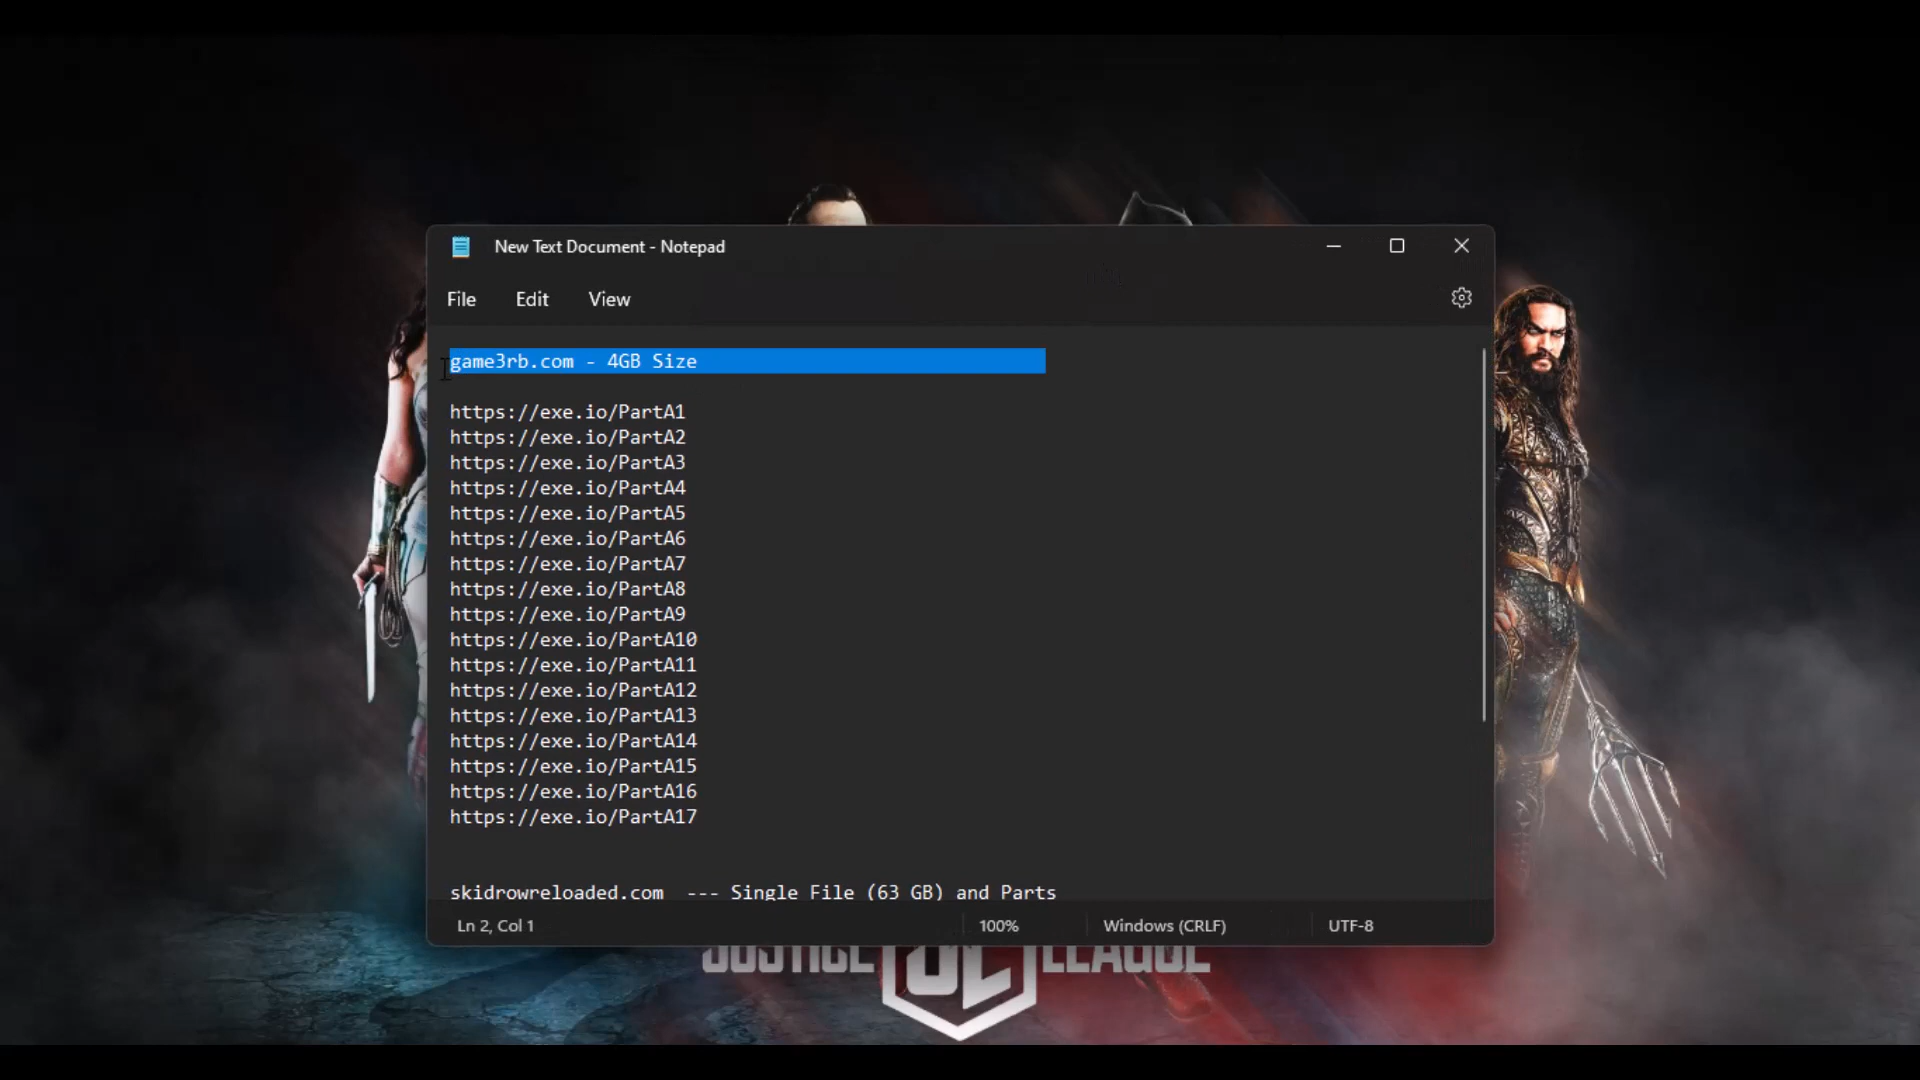 New Text Document - Notepad
File Edit View
game3rb.com - 4GB Size
https://exe.io/PartA1
https://exe.io/PartA2
https://exe.io/PartA3
https://exe.io/PartA4
https://exe.io/PartA5
https://exe.io/PartA6
https://exe.io/PartA7
https://exe.io/PartA8
https://exe.io/PartA9
https://exe.io/PartA10
https://exe.io/PartA11
https://exe.io/PartA12
https://exe.io/PartA13
https://exe.io/PartA14
https://exe.io/PartA15
https://exe.io/PartA16
https://exe.io/PartA17
skidrowreloaded.com --- Single File (63 GB) and Parts
Ln 2, Col 1 100% Windows (CRLF) UTF-8
JUSTICE JL LEAGUE